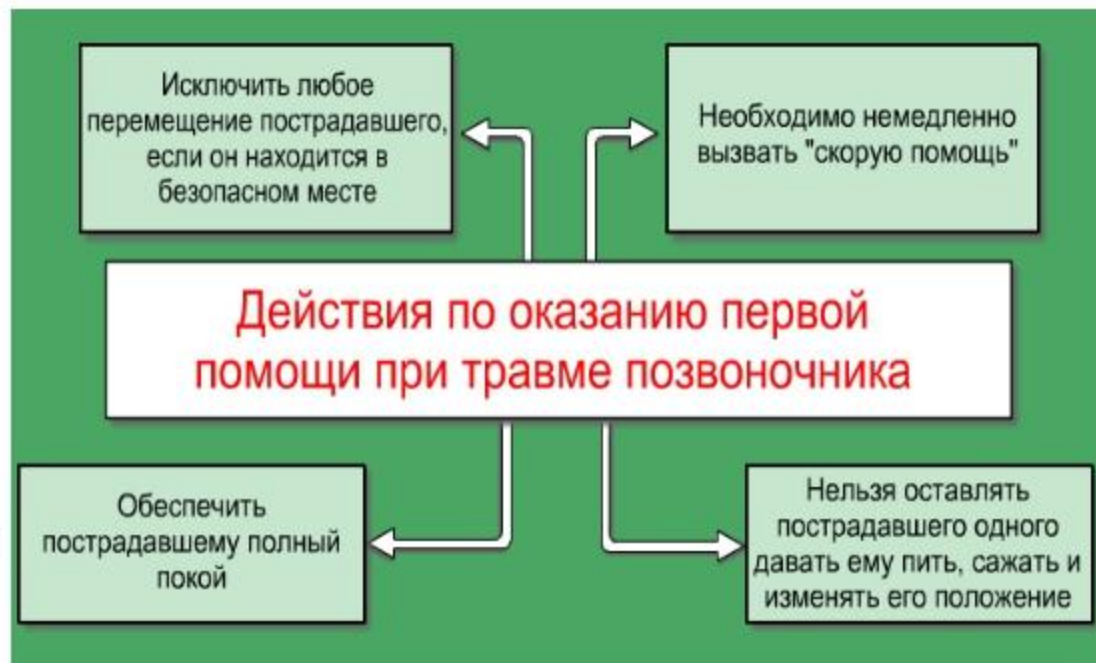 Исключить любое
перемещение пострадавшего,
если он находится в
безопасном месте
Необходимо немедленно
вызвать "скорую помощь"
Действия по оказанию первой
помощи при травме позвоночника
Обеспечить
пострадавшему полный
покой
Нельзя оставлять
пострадавшего одного
давать ему пить, сажать и
изменять его положение